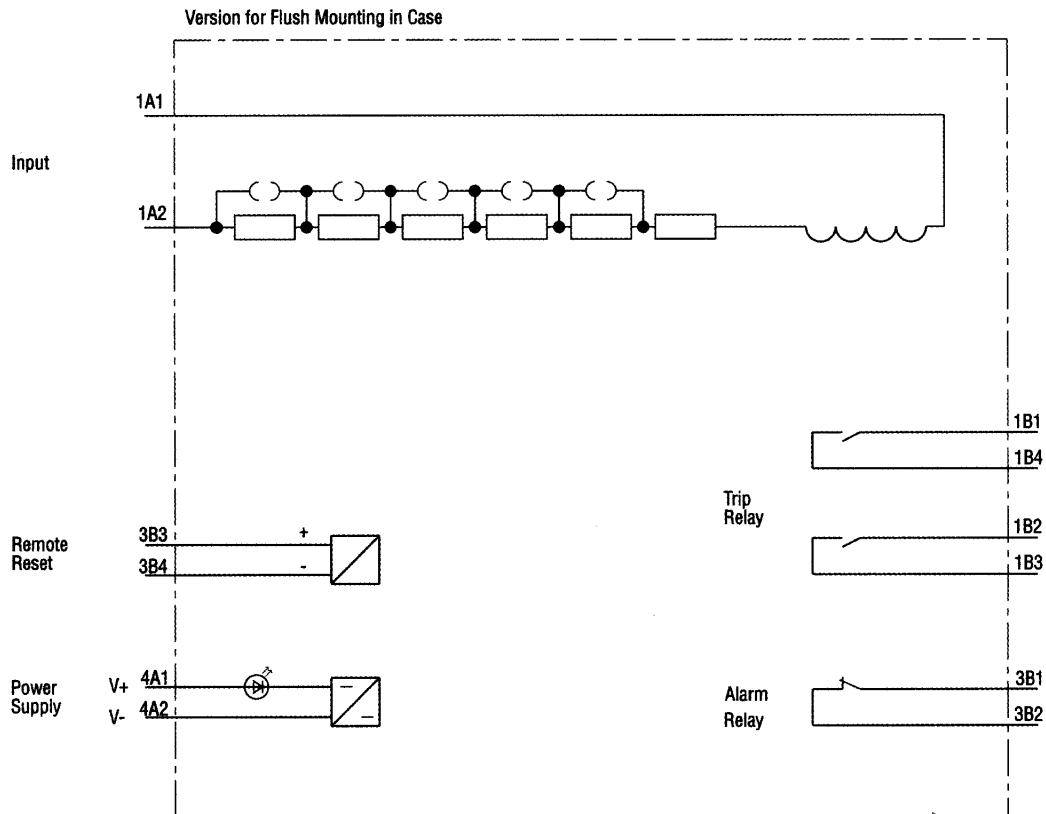 Version for Flush Mounting in Case
1A1
Input
1A2
1B1
1B4
Trip
Relay
1B2
1B3
Remote
Reset
3B3
+
3B4
-
Power
Supply
V+
4A1
V-
4A2
Alarm
Relay
3B1
3B2